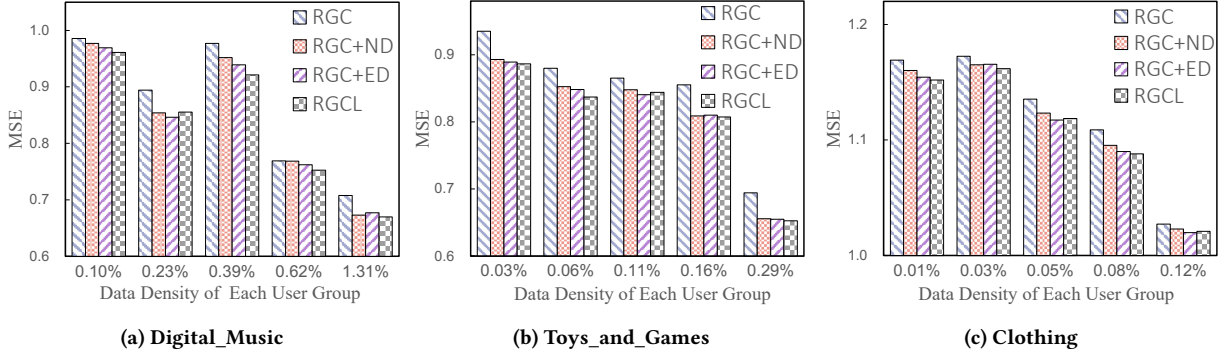 MSE
1.0
0.9
0.8
0.7
0.6
RGC
RGC+ND
RGC+ED
RGCL
0.10% 0.23% 0.39% 0.62% 1.31%
Data Density of Each User Group
(a) Digital_Music
MSE
1.0
0.9
0.8
0.7
0.6
RGC
RGC+ND
RGC+ED
RGCL
0.03% 0.06% 0.11% 0.16% 0.29%
Data Density of Each User Group
(b) Toys_and_Games
MSE
1.2
1.1
1.0
RGC
RGC+ND
RGC+ED
RGCL
0.01% 0.03% 0.05% 0.08% 0.12%
Data Density of Each User Group
(c) Clothing